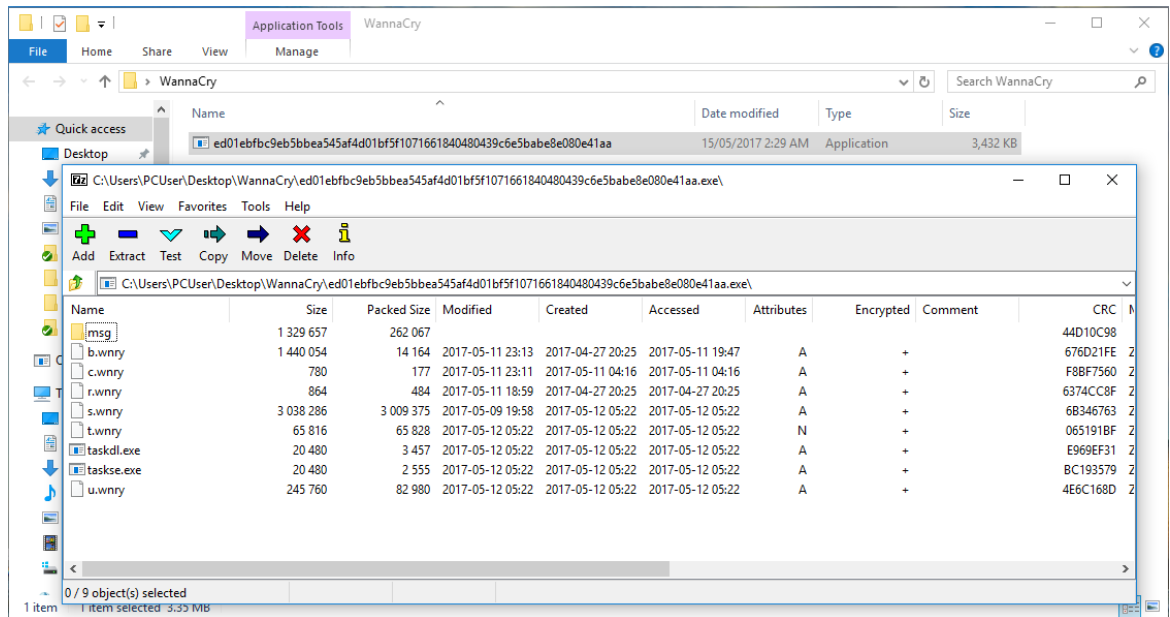 Application Tools WannaCry
File Home Share View Manage
WannaCry Search WannaCry
Name Date modified Type Size
Quick access
ed01ebfbc9eb5bbea545af4d01bf5f1071661840480439c6e5babe8e080e41aa 15/05/2017 2:29 AM Application 3,432 KB
Desktop
C:\Users\PCUser\Desktop\WannaCry\ed01ebfbc9eb5bbea545af4d01bf5f1071661840480439c6e5babe8e080e41aa.exe\
File Edit View Favorites Tools Help
Add Extract Test Copy Move Delete Info
C:\Users\PCUser\Desktop\WannaCry\ed01ebfbc9eb5bbea545af4d01bf5f1071661840480439c6e5babe8e080e41aa.exe\
Name Size Packed Size Modified Created Accessed Attributes Encrypted Comment CRC
msg 1 329 657 262 067 44D10C98
b.wnry 1 440 054 14 164 2017-05-11 23:13 2017-04-27 20:25 2017-05-11 19:47 A + 676D21FE Z
c.wnry 780 177 2017-05-11 23:11 2017-05-11 04:16 2017-05-11 04:16 A + F8BF7560 Z
r.wnry 864 484 2017-05-11 18:59 2017-04-27 20:25 2017-04-27 20:25 A + 6374CC8F Z
s.wnry 3 038 286 3 009 375 2017-05-09 19:58 2017-05-12 05:22 2017-05-12 05:22 A + 6B346763 Z
t.wnry 65 816 65 828 2017-05-12 05:22 2017-05-12 05:22 2017-05-12 05:22 N + 065191BF Z
taskdl.exe 20 480 3 457 2017-05-12 05:22 2017-05-12 05:22 2017-05-12 05:22 A + E969EF31 Z
taskse.exe 20 480 2 555 2017-05-12 05:22 2017-05-12 05:22 2017-05-12 05:22 A + BC193579 Z
u.wnry 245 760 82 980 2017-05-12 05:22 2017-05-12 05:22 2017-05-12 05:22 A + 4E6C168D Z
0 / 9 object(s) selected
1 item 1 item selected 3.35 MB